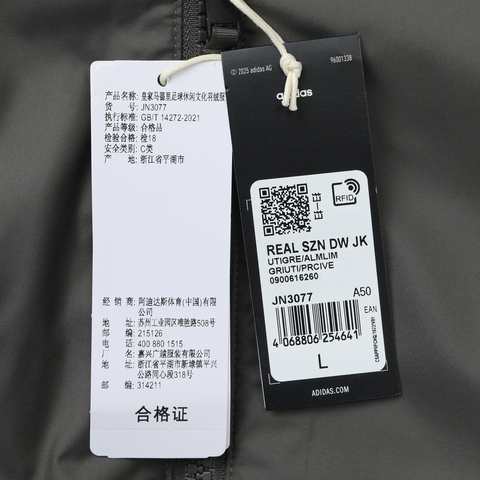 产品名称: 皇家马德里足球休闲文化羽绒服
货 号: JN3077
执行标准: GB/T 14272-2021
产品等级: 合格品
检验合格: 检18
安全类别: C类
产 地: 浙江省平湖市
经 销 商: 阿迪达斯体育(中国)有限
公司
地 址: 苏州工业园区唯胜路508号
邮 编: 215126
电 话: 400 880 1515
厂 名: 嘉兴广越服装有限公司
地 址: 浙江省平湖市新埭镇平兴
公路同心段318号
邮 编: 314211
合格证
© 2025 adidas AG
96001338
adidas
RFID
REAL SZN DW JK
UTIGRE/ALMLIM
GRIUTI/PRCIVE
0900616260
JN3077
A50
EAN
4 068806 254641
L
ADIDAS.COM